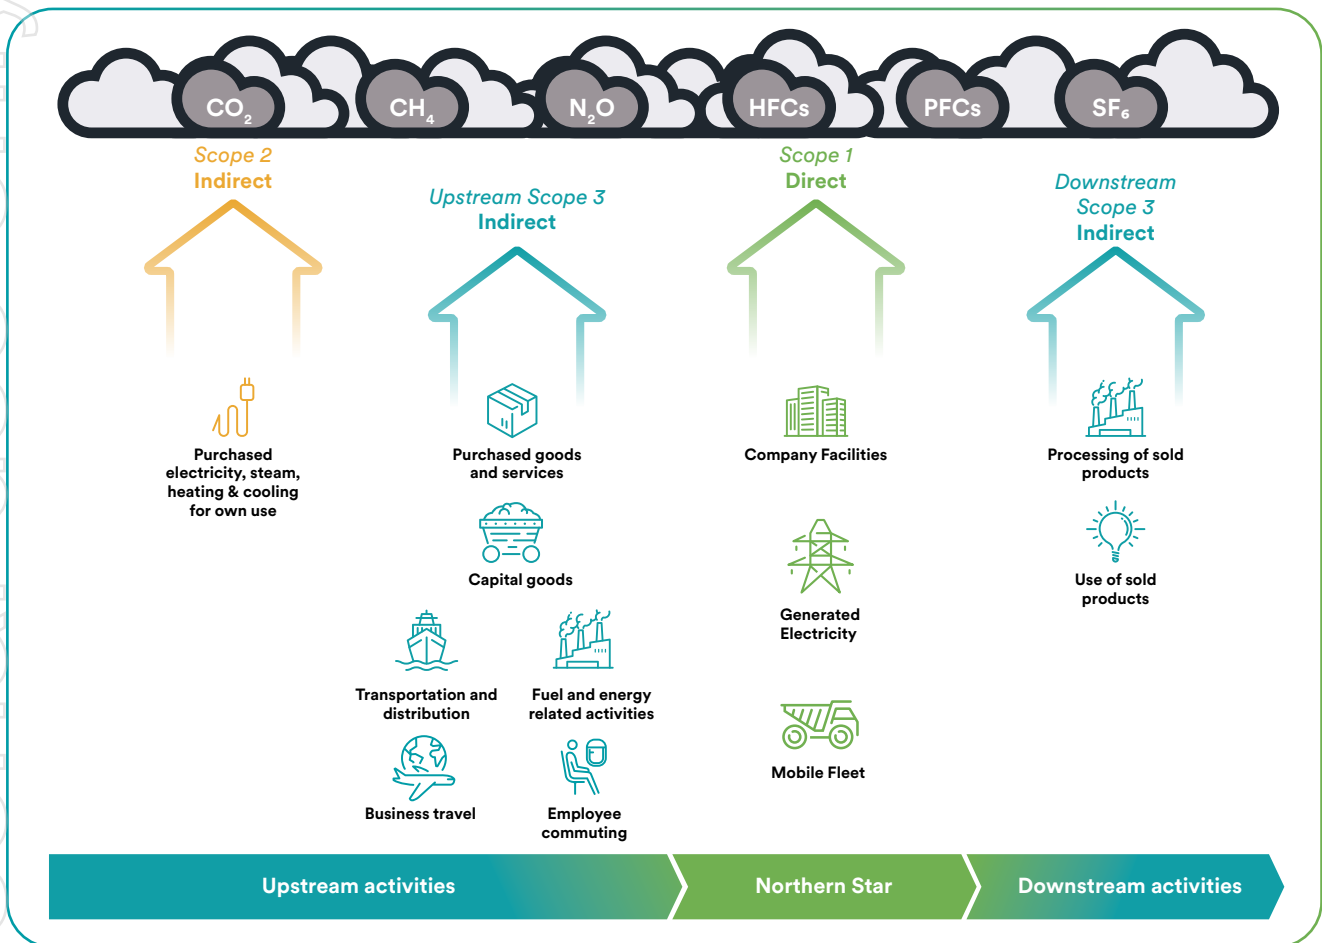 CO₂
CH₄
N₂O
HFCs
PFCs
SF₆
Scope 2
Indirect
Purchased
electricity, steam,
heating & cooling
for own use
Upstream Scope 3
Indirect
Purchased goods
and services
Capital goods
Transportation and
distribution
Fuel and energy
related activities
Business travel
Employee
commuting
Scope 1
Direct
Company Facilities
Generated
Electricity
Mobile Fleet
Downstream
Scope 3
Indirect
Processing of sold
products
Use of sold
products
Upstream activities
Northern Star
Downstream activities